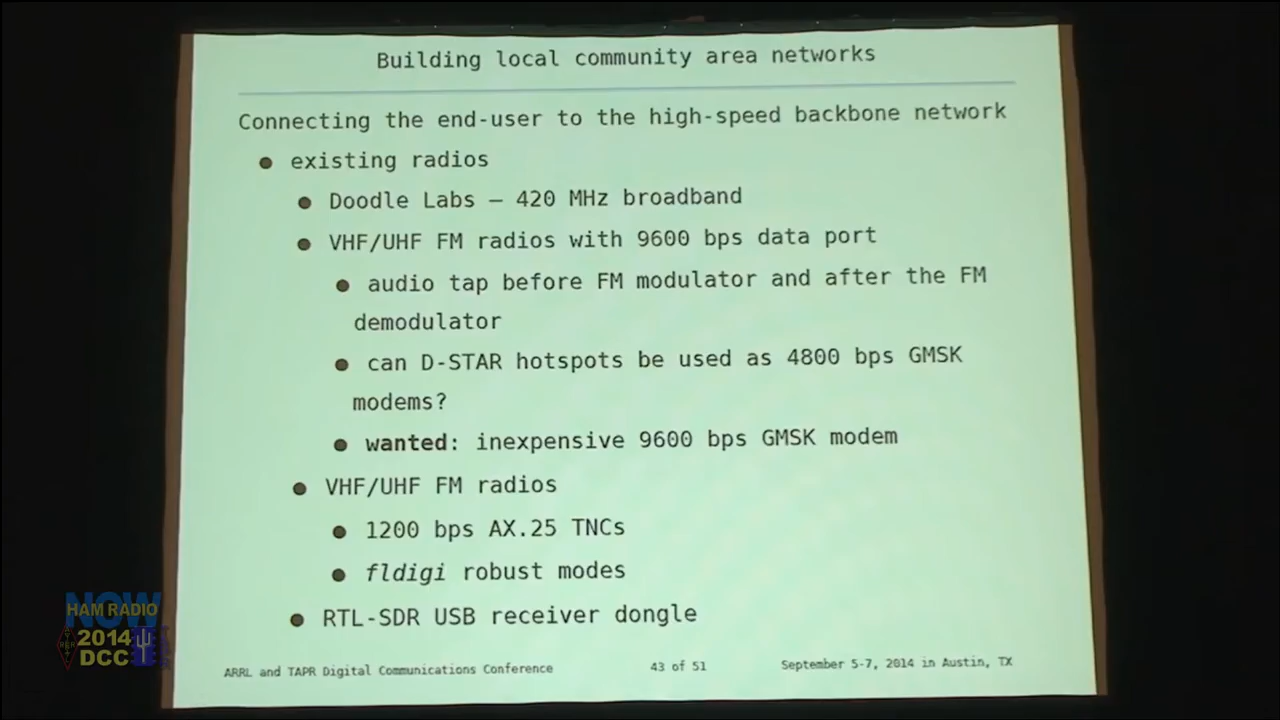 Building local community area networks
Connecting the end-user to the high-speed backbone network
● existing radios
● Doodle Labs – 420 MHz broadband
● VHF/UHF FM radios with 9600 bps data port
● audio tap before FM modulator and after the FM
demodulator
● can D-STAR hotspots be used as 4800 bps GMSK
modems?
● wanted: inexpensive 9600 bps GMSK modem
● VHF/UHF FM radios
● 1200 bps AX.25 TNCs
● fldigi robust modes
● RTL-SDR USB receiver dongle
ARRL and TAPR Digital Communications Conference
43 of 51
September 5-7, 2014 in Austin, TX
NOW
HAM RADIO
2014
DCC